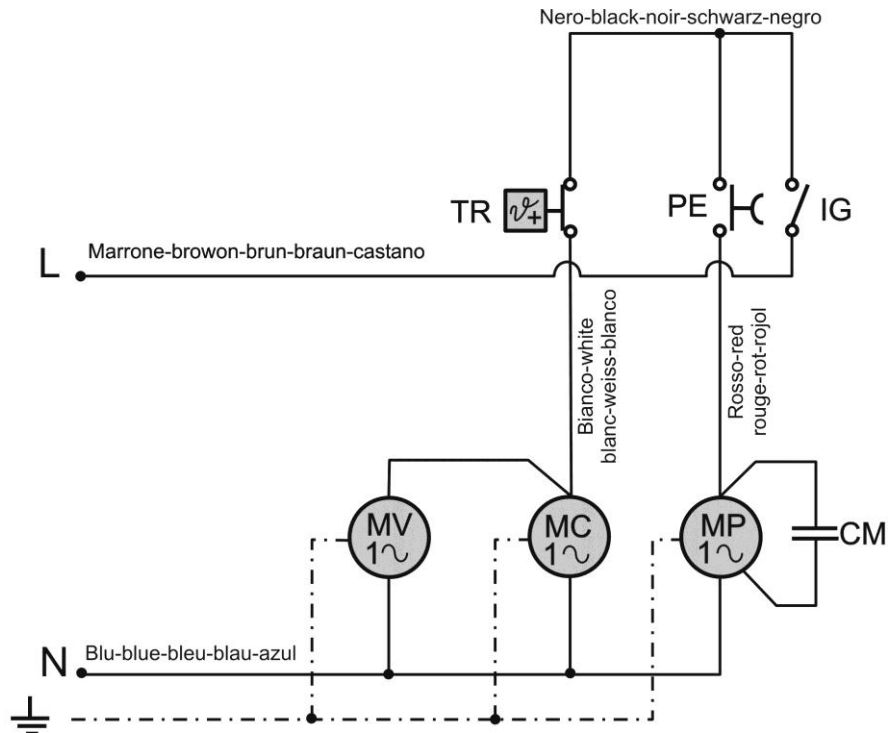 Nero-black-noir-schwarz-negro
TR
ϑ+
PE
IG
L
Marrone-browon-brun-braun-castano
Bianco-white
blanc-weiss-blanco
Rosso-red
rouge-rot-rojol
MV
1∿
MC
1∿
MP
1∿
CM
N
Blu-blue-bleu-blau-azul